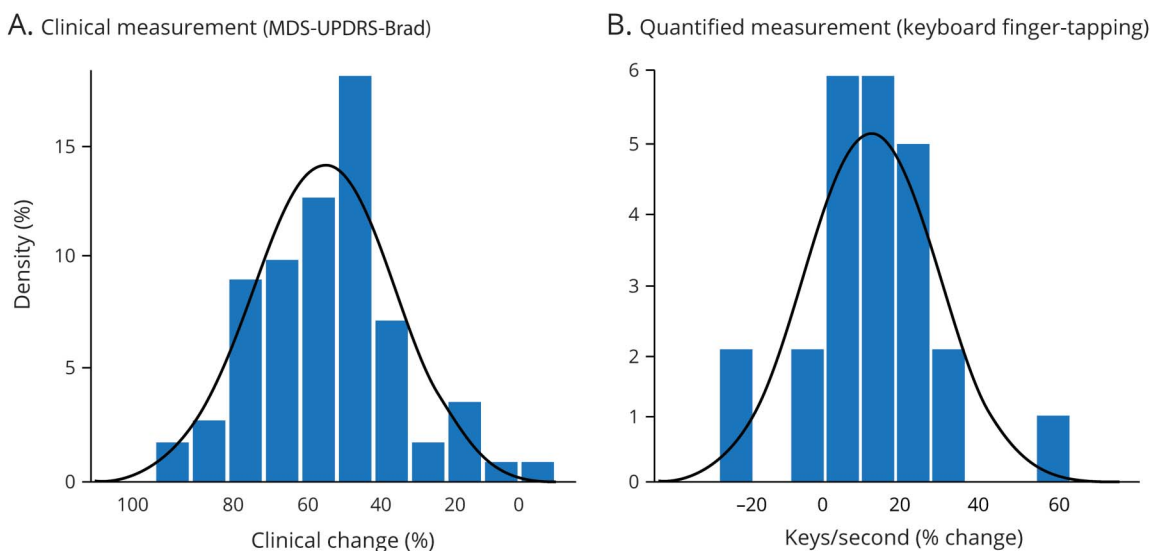 A. Clinical measurement (MDS-UPDRS-Brad)
15
10
5
0
Density (%)
100 80 60 40 20 0
Clinical change (%)
B. Quantified measurement (keyboard finger-tapping)
6
5
4
3
2
1
0
–20 0 20 40 60
Keys/second (% change)